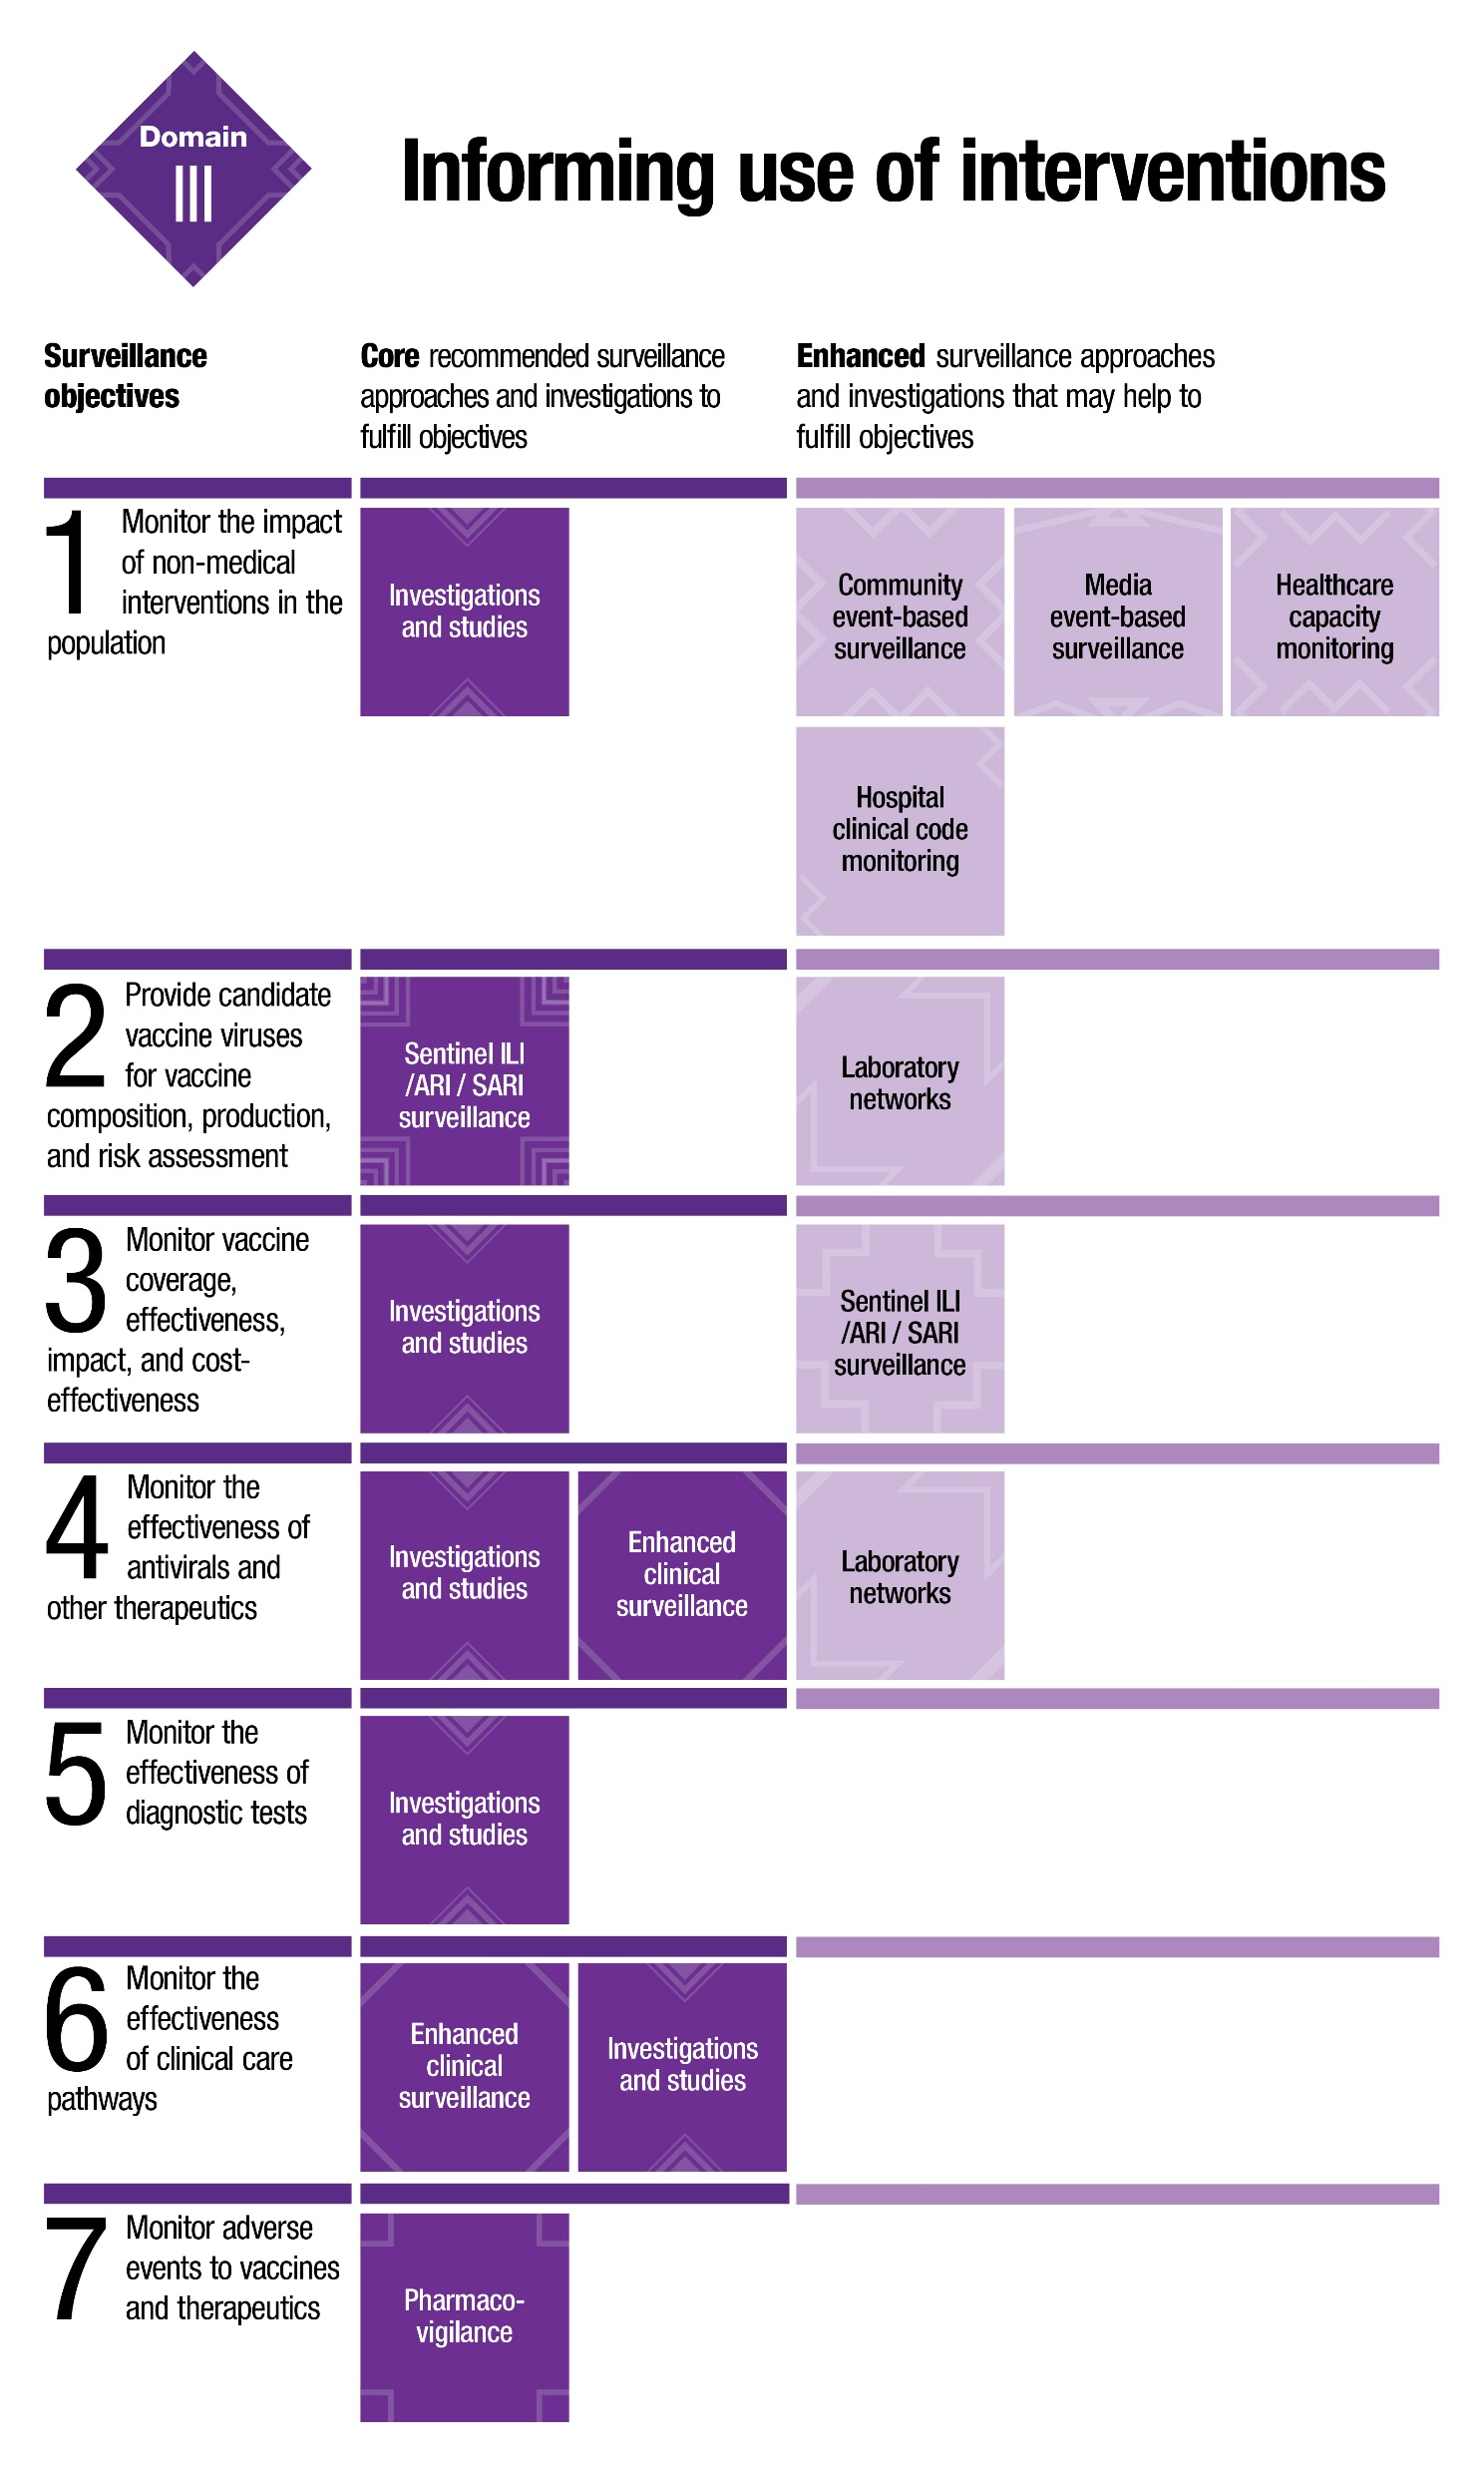 Domain
III
Informing use of interventions
Surveillance
objectives
Core recommended surveillance
approaches and investigations to
fulfill objectives
Enhanced surveillance approaches
and investigations that may help to
fulfill objectives
1 Monitor the impact
of non-medical
interventions in the
population
Investigations
and studies
Community
event-based
surveillance
Media
event-based
surveillance
Healthcare
capacity
monitoring
Hospital
clinical code
monitoring
2 Provide candidate
vaccine viruses
for vaccine
composition, production,
and risk assessment
Sentinel ILI
/ARI / SARI
surveillance
Laboratory
networks
3 Monitor vaccine
coverage,
effectiveness,
impact, and cost-
effectiveness
Investigations
and studies
Sentinel ILI
/ARI / SARI
surveillance
4 Monitor the
effectiveness of
antivirals and
other therapeutics
Investigations
and studies
Enhanced
clinical
surveillance
Laboratory
networks
5 Monitor the
effectiveness of
diagnostic tests
Investigations
and studies
6 Monitor the
effectiveness
of clinical care
pathways
Enhanced
clinical
surveillance
Investigations
and studies
7 Monitor adverse
events to vaccines
and therapeutics
Pharmaco-
vigilance